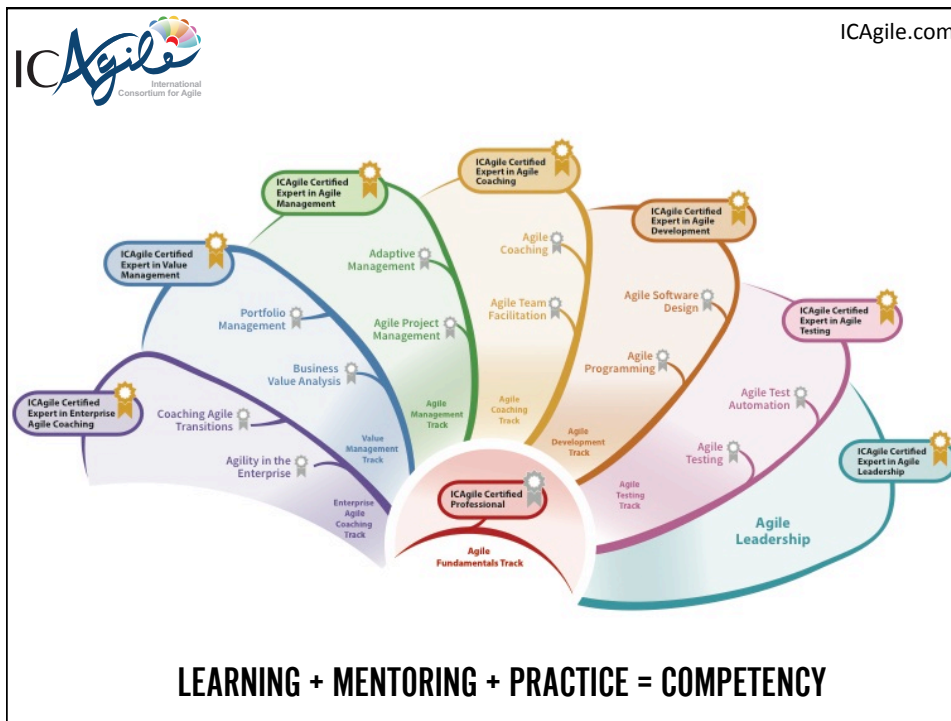 ICAgile
International
Consortium for Agile
ICAgile.com
ICAgile Certified
Expert in Enterprise
Agile Coaching
Coaching Agile
Transitions
Agility in the
Enterprise
Enterprise
Agile
Coaching
Track
ICAgile Certified
Expert in Value
Management
Portfolio
Management
Business
Value Analysis
Value
Management
Track
ICAgile Certified
Expert in Agile
Management
Adaptive
Management
Agile Project
Management
Agile
Management
Track
ICAgile Certified
Expert in Agile
Coaching
Agile
Coaching
Agile Team
Facilitation
Agile
Coaching
Track
ICAgile Certified
Expert in Agile
Development
Agile Software
Design
Agile
Programming
Agile
Development
Track
ICAgile Certified
Expert in Agile
Testing
Agile Test
Automation
Agile
Testing
Agile
Testing
Track
ICAgile Certified
Expert in Agile
Leadership
Agile
Leadership
ICAgile Certified
Professional
Agile
Fundamentals Track
LEARNING + MENTORING + PRACTICE = COMPETENCY